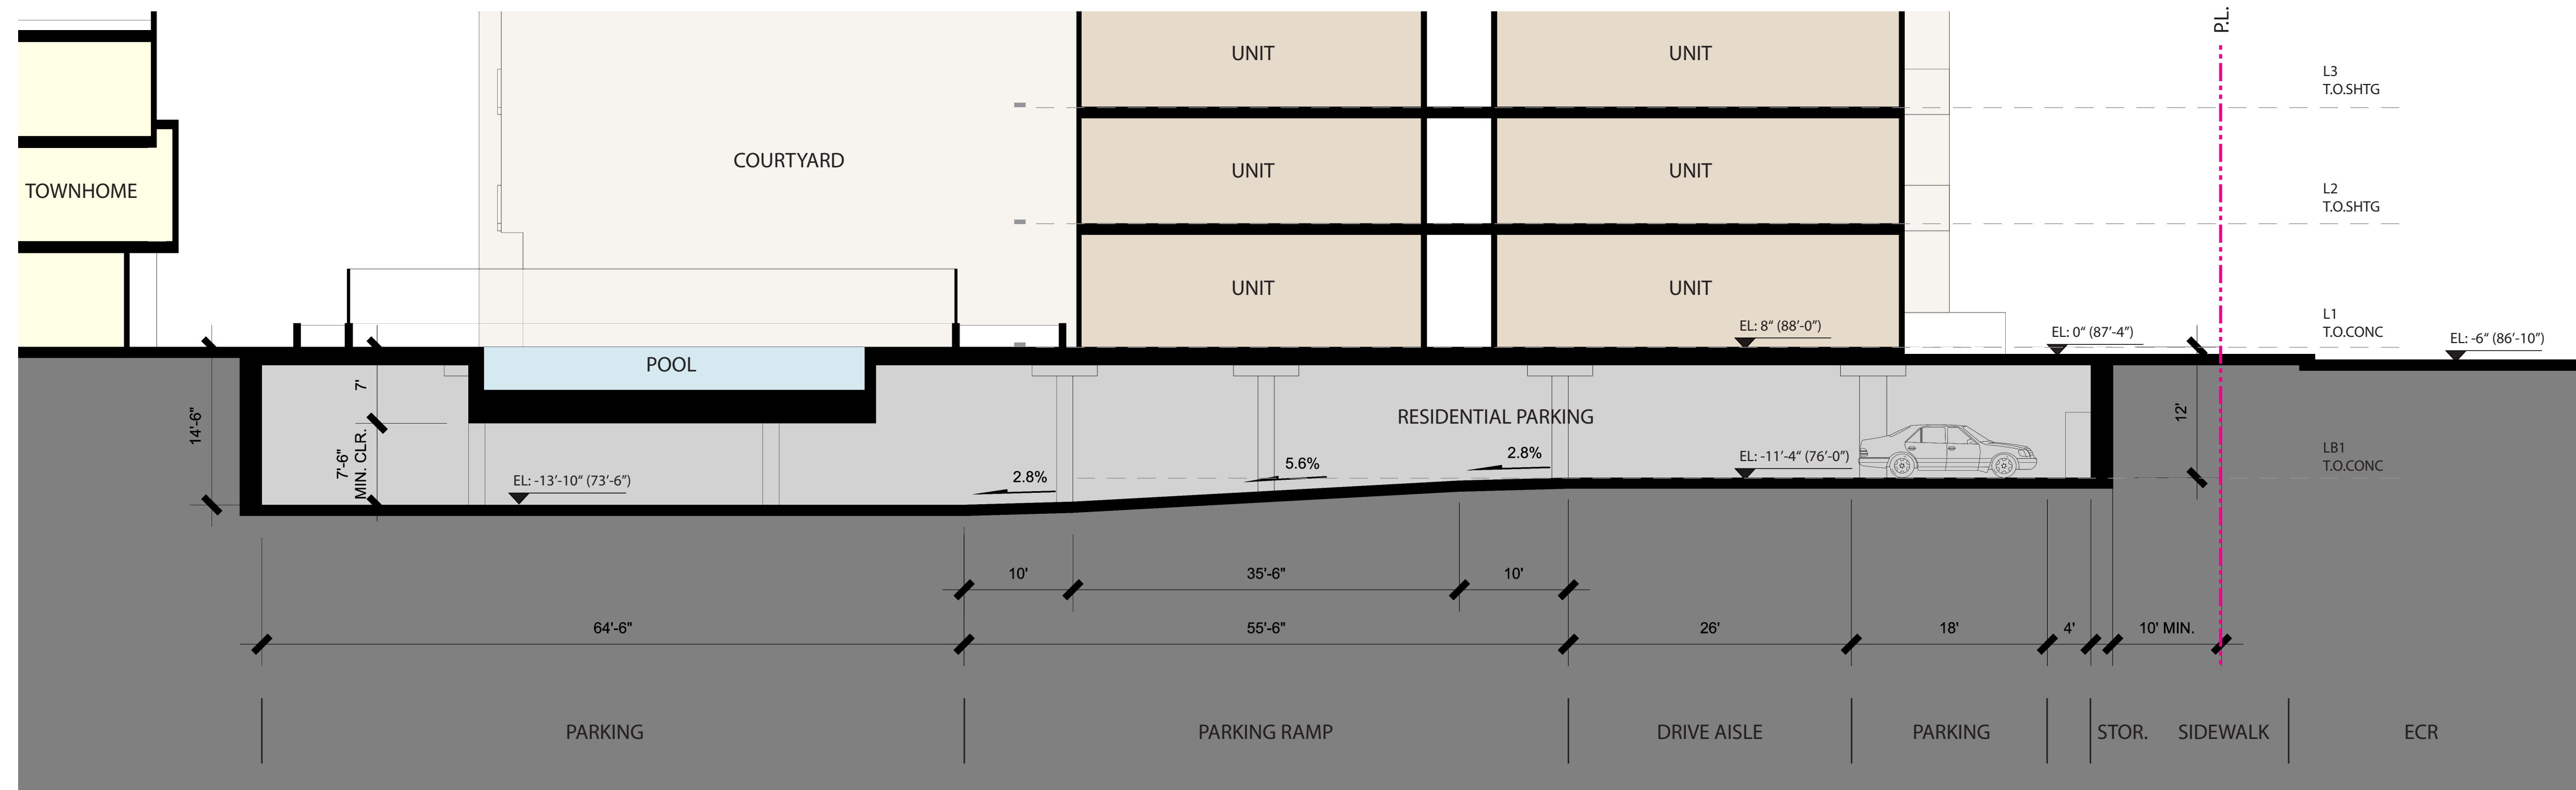 P.L.
UNIT
UNIT
L3
T.O.SHTG
COURTYARD
UNIT
UNIT
TOWNHOME
L2
T.O.SHTG
UNIT
UNIT
L1
T.O.CONC
EL: 8“ (88’-0”)
EL: 0“ (87’-4”)
EL: -6“ (86’-10”)
POOL
7'
14'-6"
7'-6"
MIN. CLR.
RESIDENTIAL PARKING
12'
EL: -13’-10“ (73’-6”)
2.8%
5.6%
2.8%
EL: -11’-4“ (76’-0”)
LB1
T.O.CONC
10'
35'-6"
10'
64'-6"
55'-6"
26'
18'
4'
10' MIN.
PARKING
PARKING RAMP
DRIVE AISLE
PARKING
STOR.
SIDEWALK
ECR